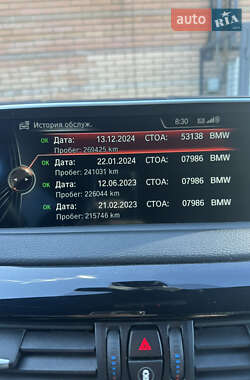 AUTO.RIA
8:30
История обслуж.
OK Дата: 13.12.2024 СТОА: 53138 BMW
Пробег: 260425 km
OK Дата: 22.01.2024 СТОА: 07986 BMW
Пробег: 241031 km
OK Дата: 12.06.2023 СТОА: 07986 BMW
Пробег: 226044 km
OK Дата: 21.02.2023 СТОА: 07986 BMW
Пробег: 215746 km